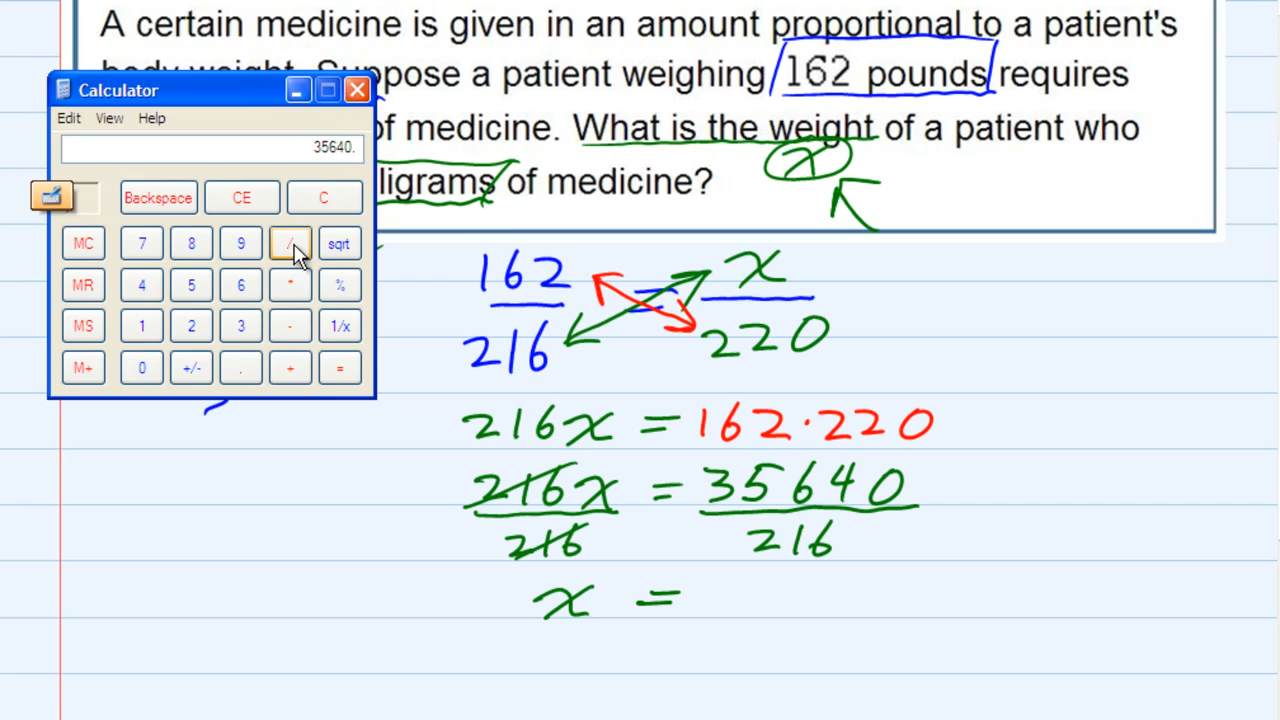 A certain medicine is given in an amount proportional to a patient's
Suppose a patient weighing 162 pounds requires
of medicine. What is the weight of a patient who
x
ligrams of medicine?
Calculator
Edit View Help
35640.
Backspace CE C
MC 7 8 9 / sqrt
MR 4 5 6 * %
MS 1 2 3 - 1/x
M+ 0 +/- . + =
162 = x
216 220
216x = 162·220
216x = 35640
216 216
x =